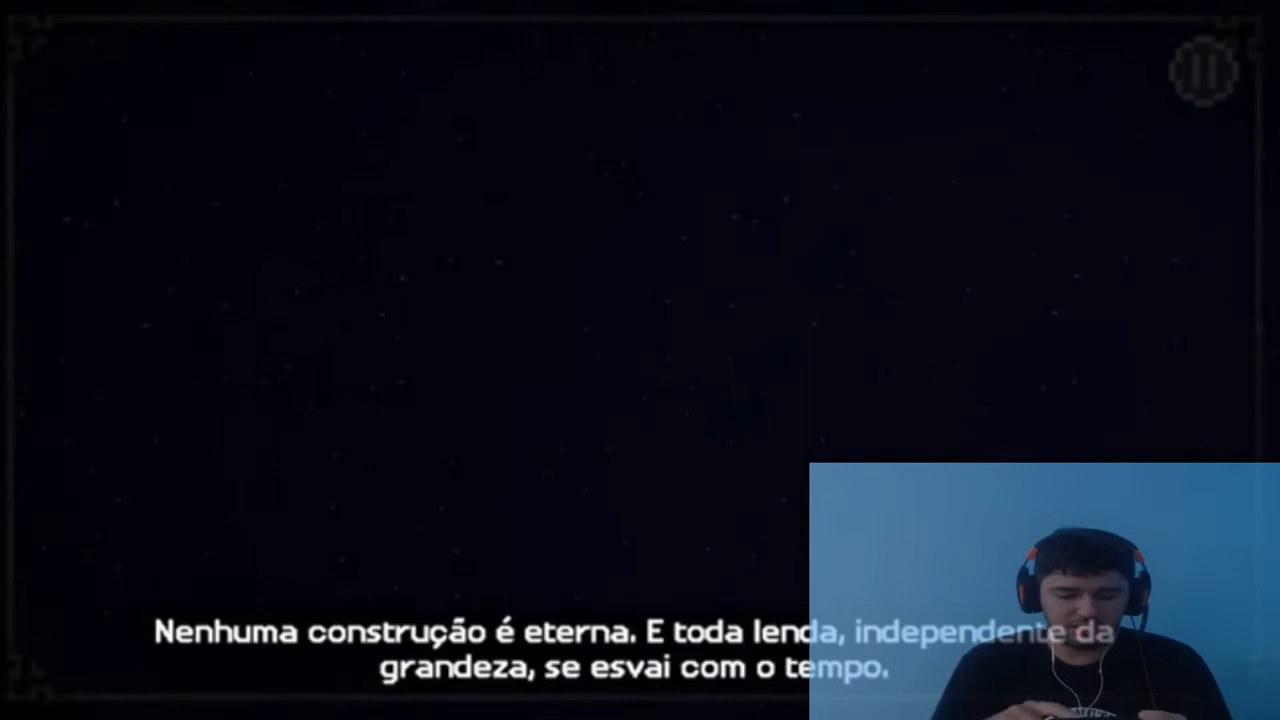 Nenhuma construção é eterna. E toda lenda, independente da
grandeza, se esvai com o tempo.